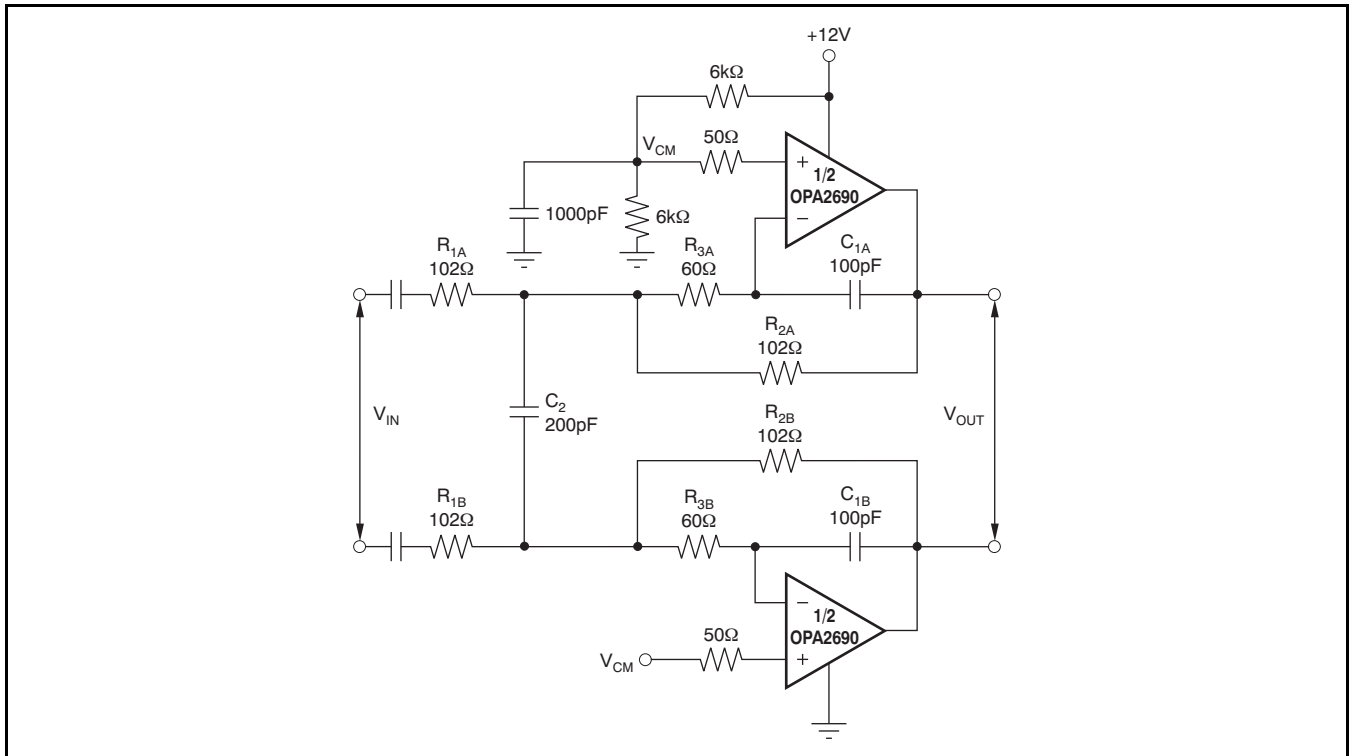 +12V
6kΩ
50Ω
V_CM
+
1/2
OPA2690
−
1000pF
6kΩ
R_1A
102Ω
R_3A
60Ω
C_1A
100pF
R_2A
102Ω
V_IN
C_2
200pF
R_2B
102Ω
V_OUT
R_1B
102Ω
R_3B
60Ω
C_1B
100pF
−
1/2
OPA2690
+
50Ω
V_CM